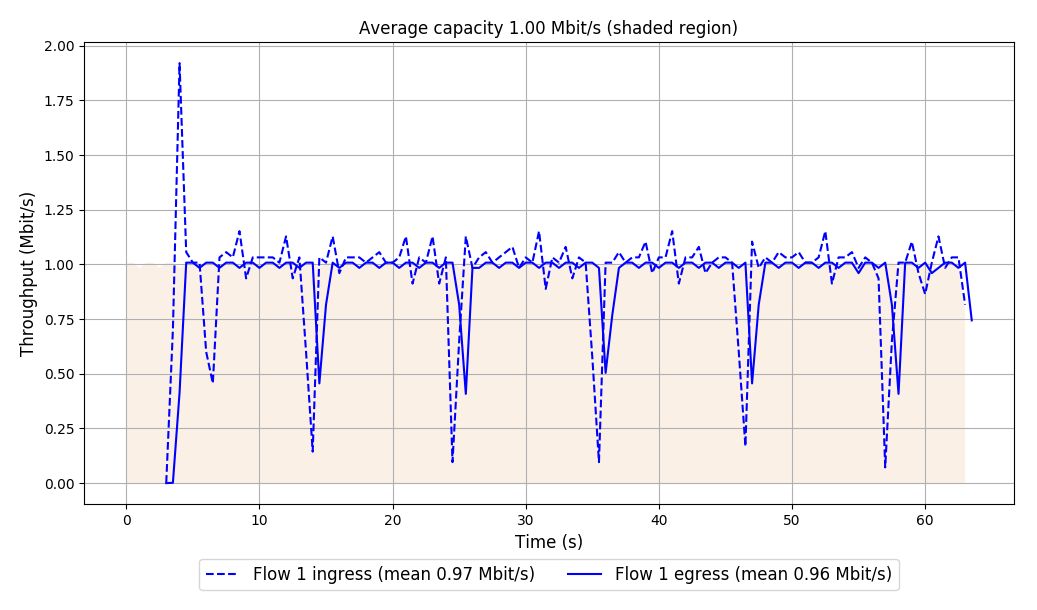 Average capacity 1.00 Mbit/s (shaded region)
2.00
1.75
1.50
1.25
1.00
0.75
0.50
0.25
0.00
Throughput (Mbit/s)
0 10 20 30 40 50 60
Time (s)
Flow 1 ingress (mean 0.97 Mbit/s) Flow 1 egress (mean 0.96 Mbit/s)